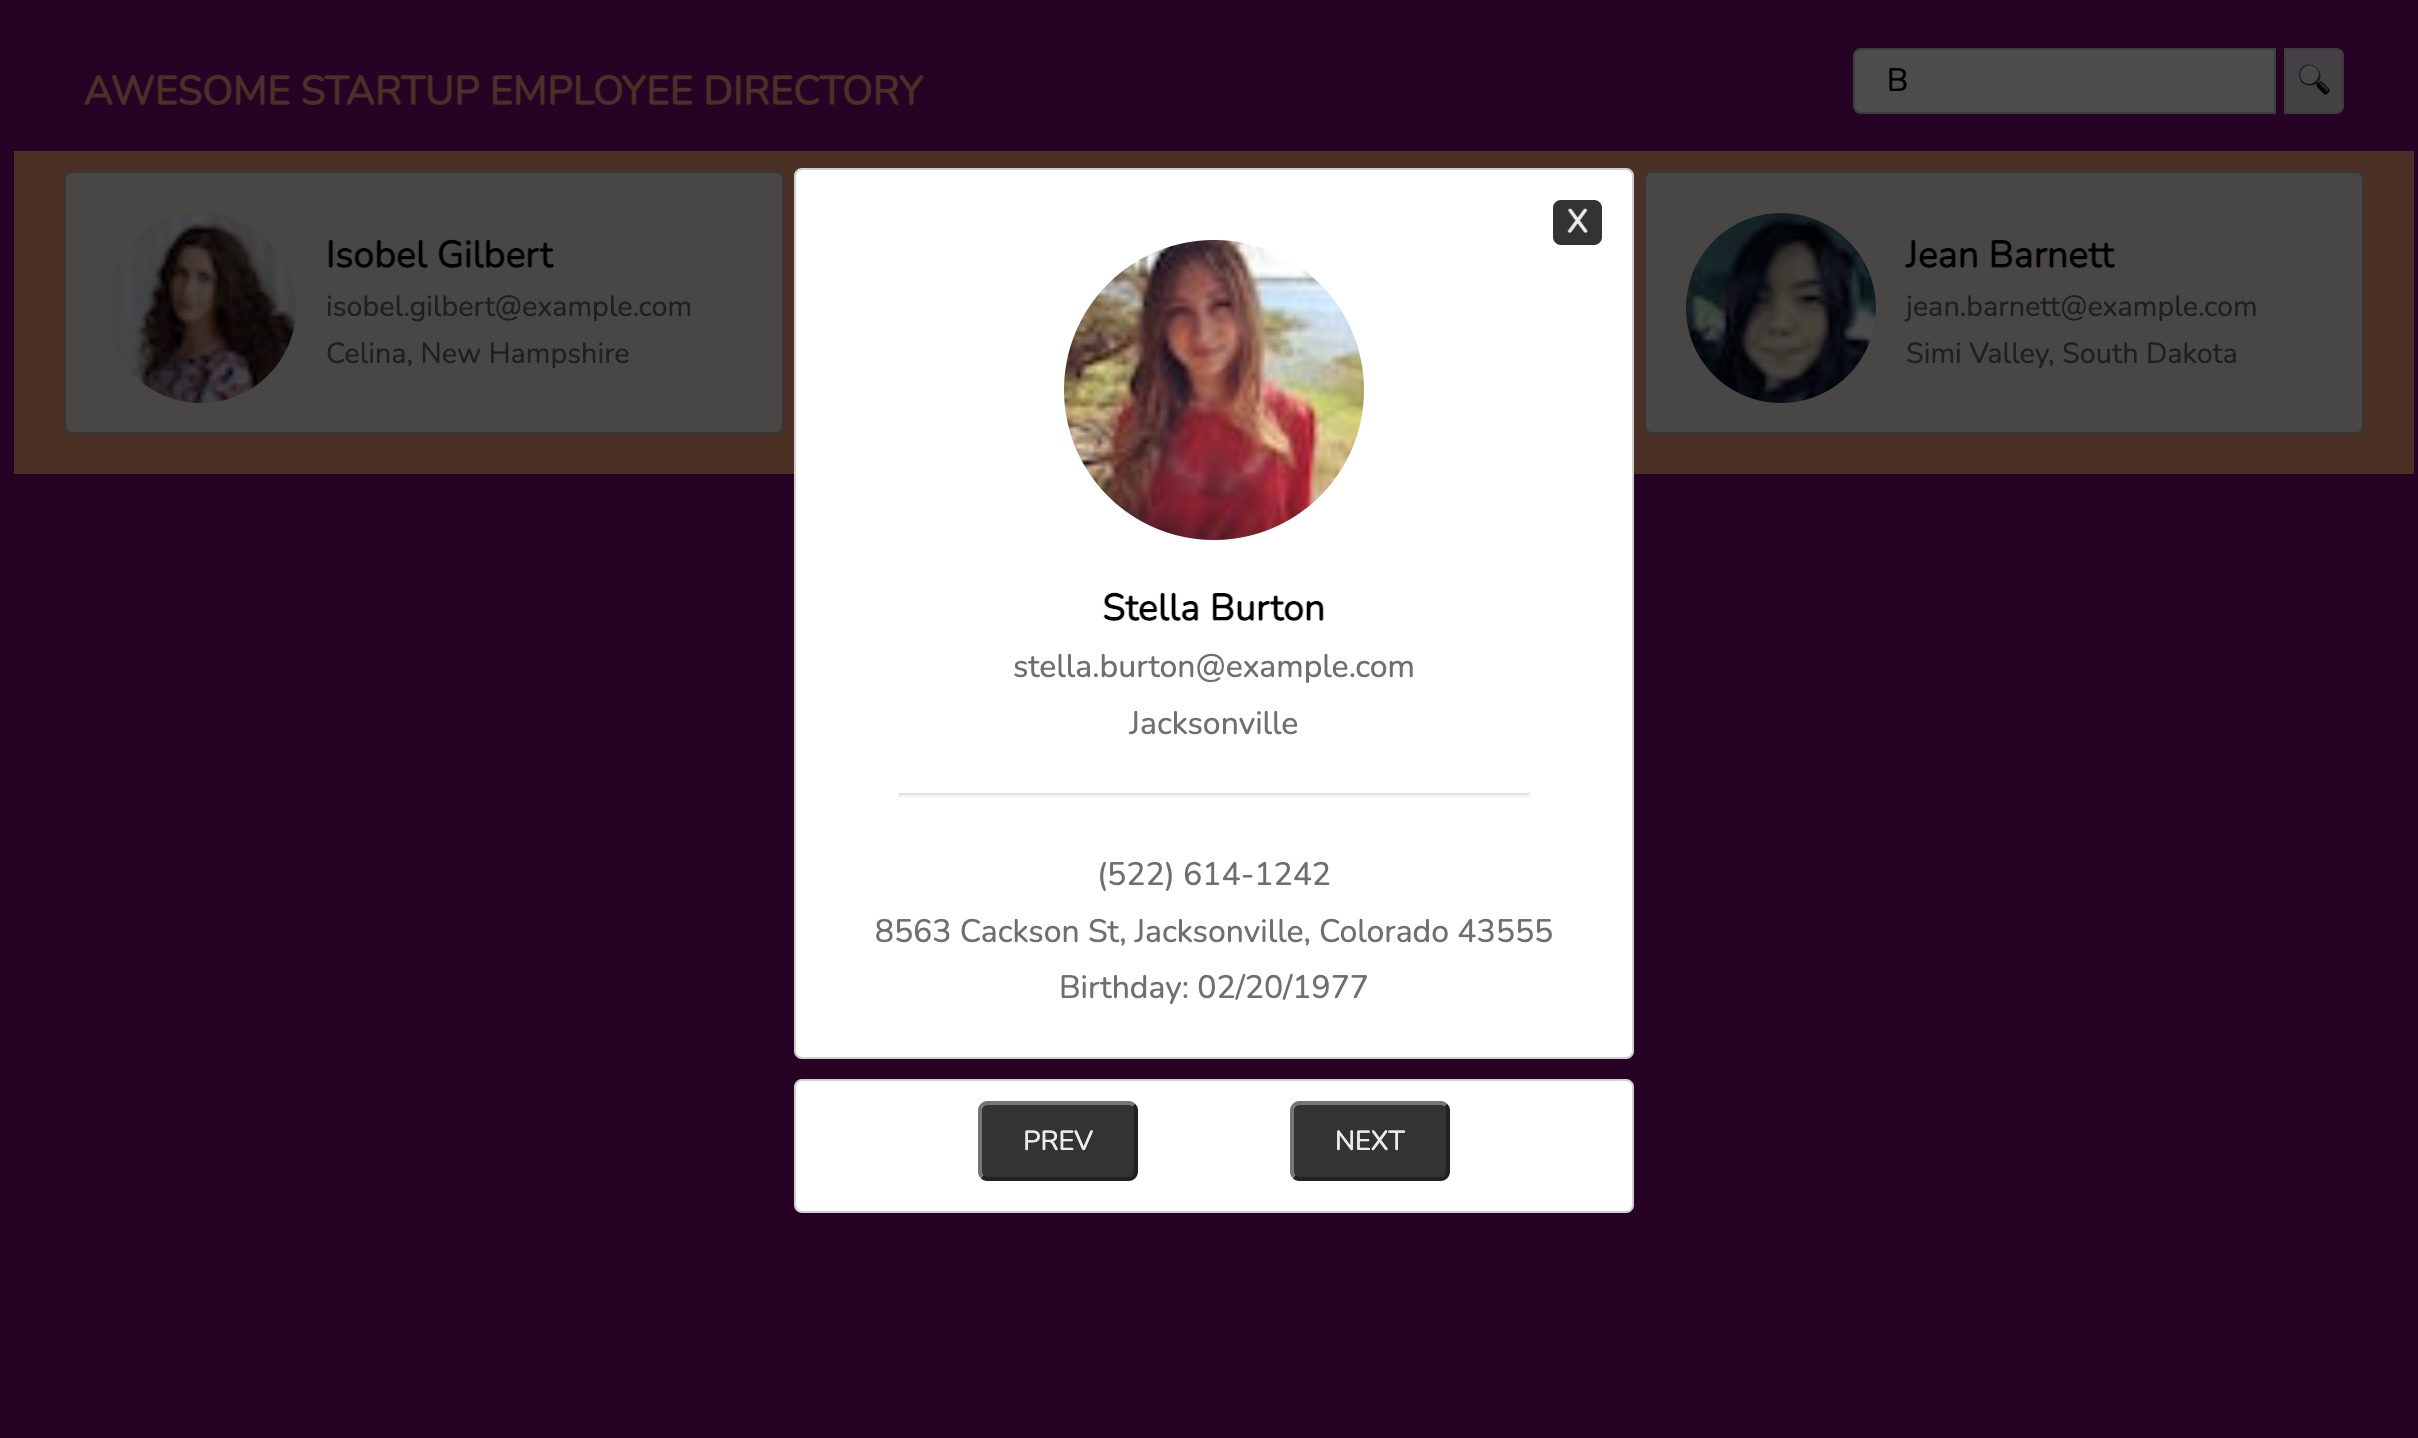 AWESOME STARTUP EMPLOYEE DIRECTORY
B
Isobel Gilbert
isobel.gilbert@example.com
Celina, New Hampshire
X
Stella Burton
stella.burton@example.com
Jacksonville
(522) 614-1242
8563 Cackson St, Jacksonville, Colorado 43555
Birthday: 02/20/1977
PREV
NEXT
Jean Barnett
jean.barnett@example.com
Simi Valley, South Dakota